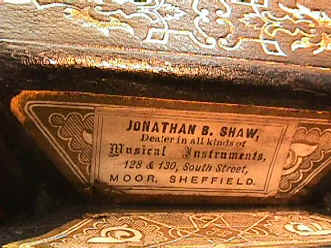 JONATHAN B. SHAW,
Dealer in all kinds of
Musical Instruments,
128 & 130, South Street,
MOOR, SHEFFIELD.